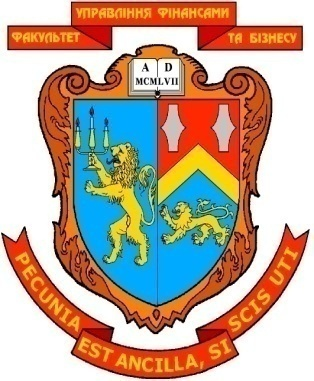 УПРАВЛІННЯ ФІНАНСАМИ
ФАКУЛЬТЕТ ТА БІЗНЕСУ
A D
MCMLVII
PECUNIA EST ANCILLA, SI SCIS UTI